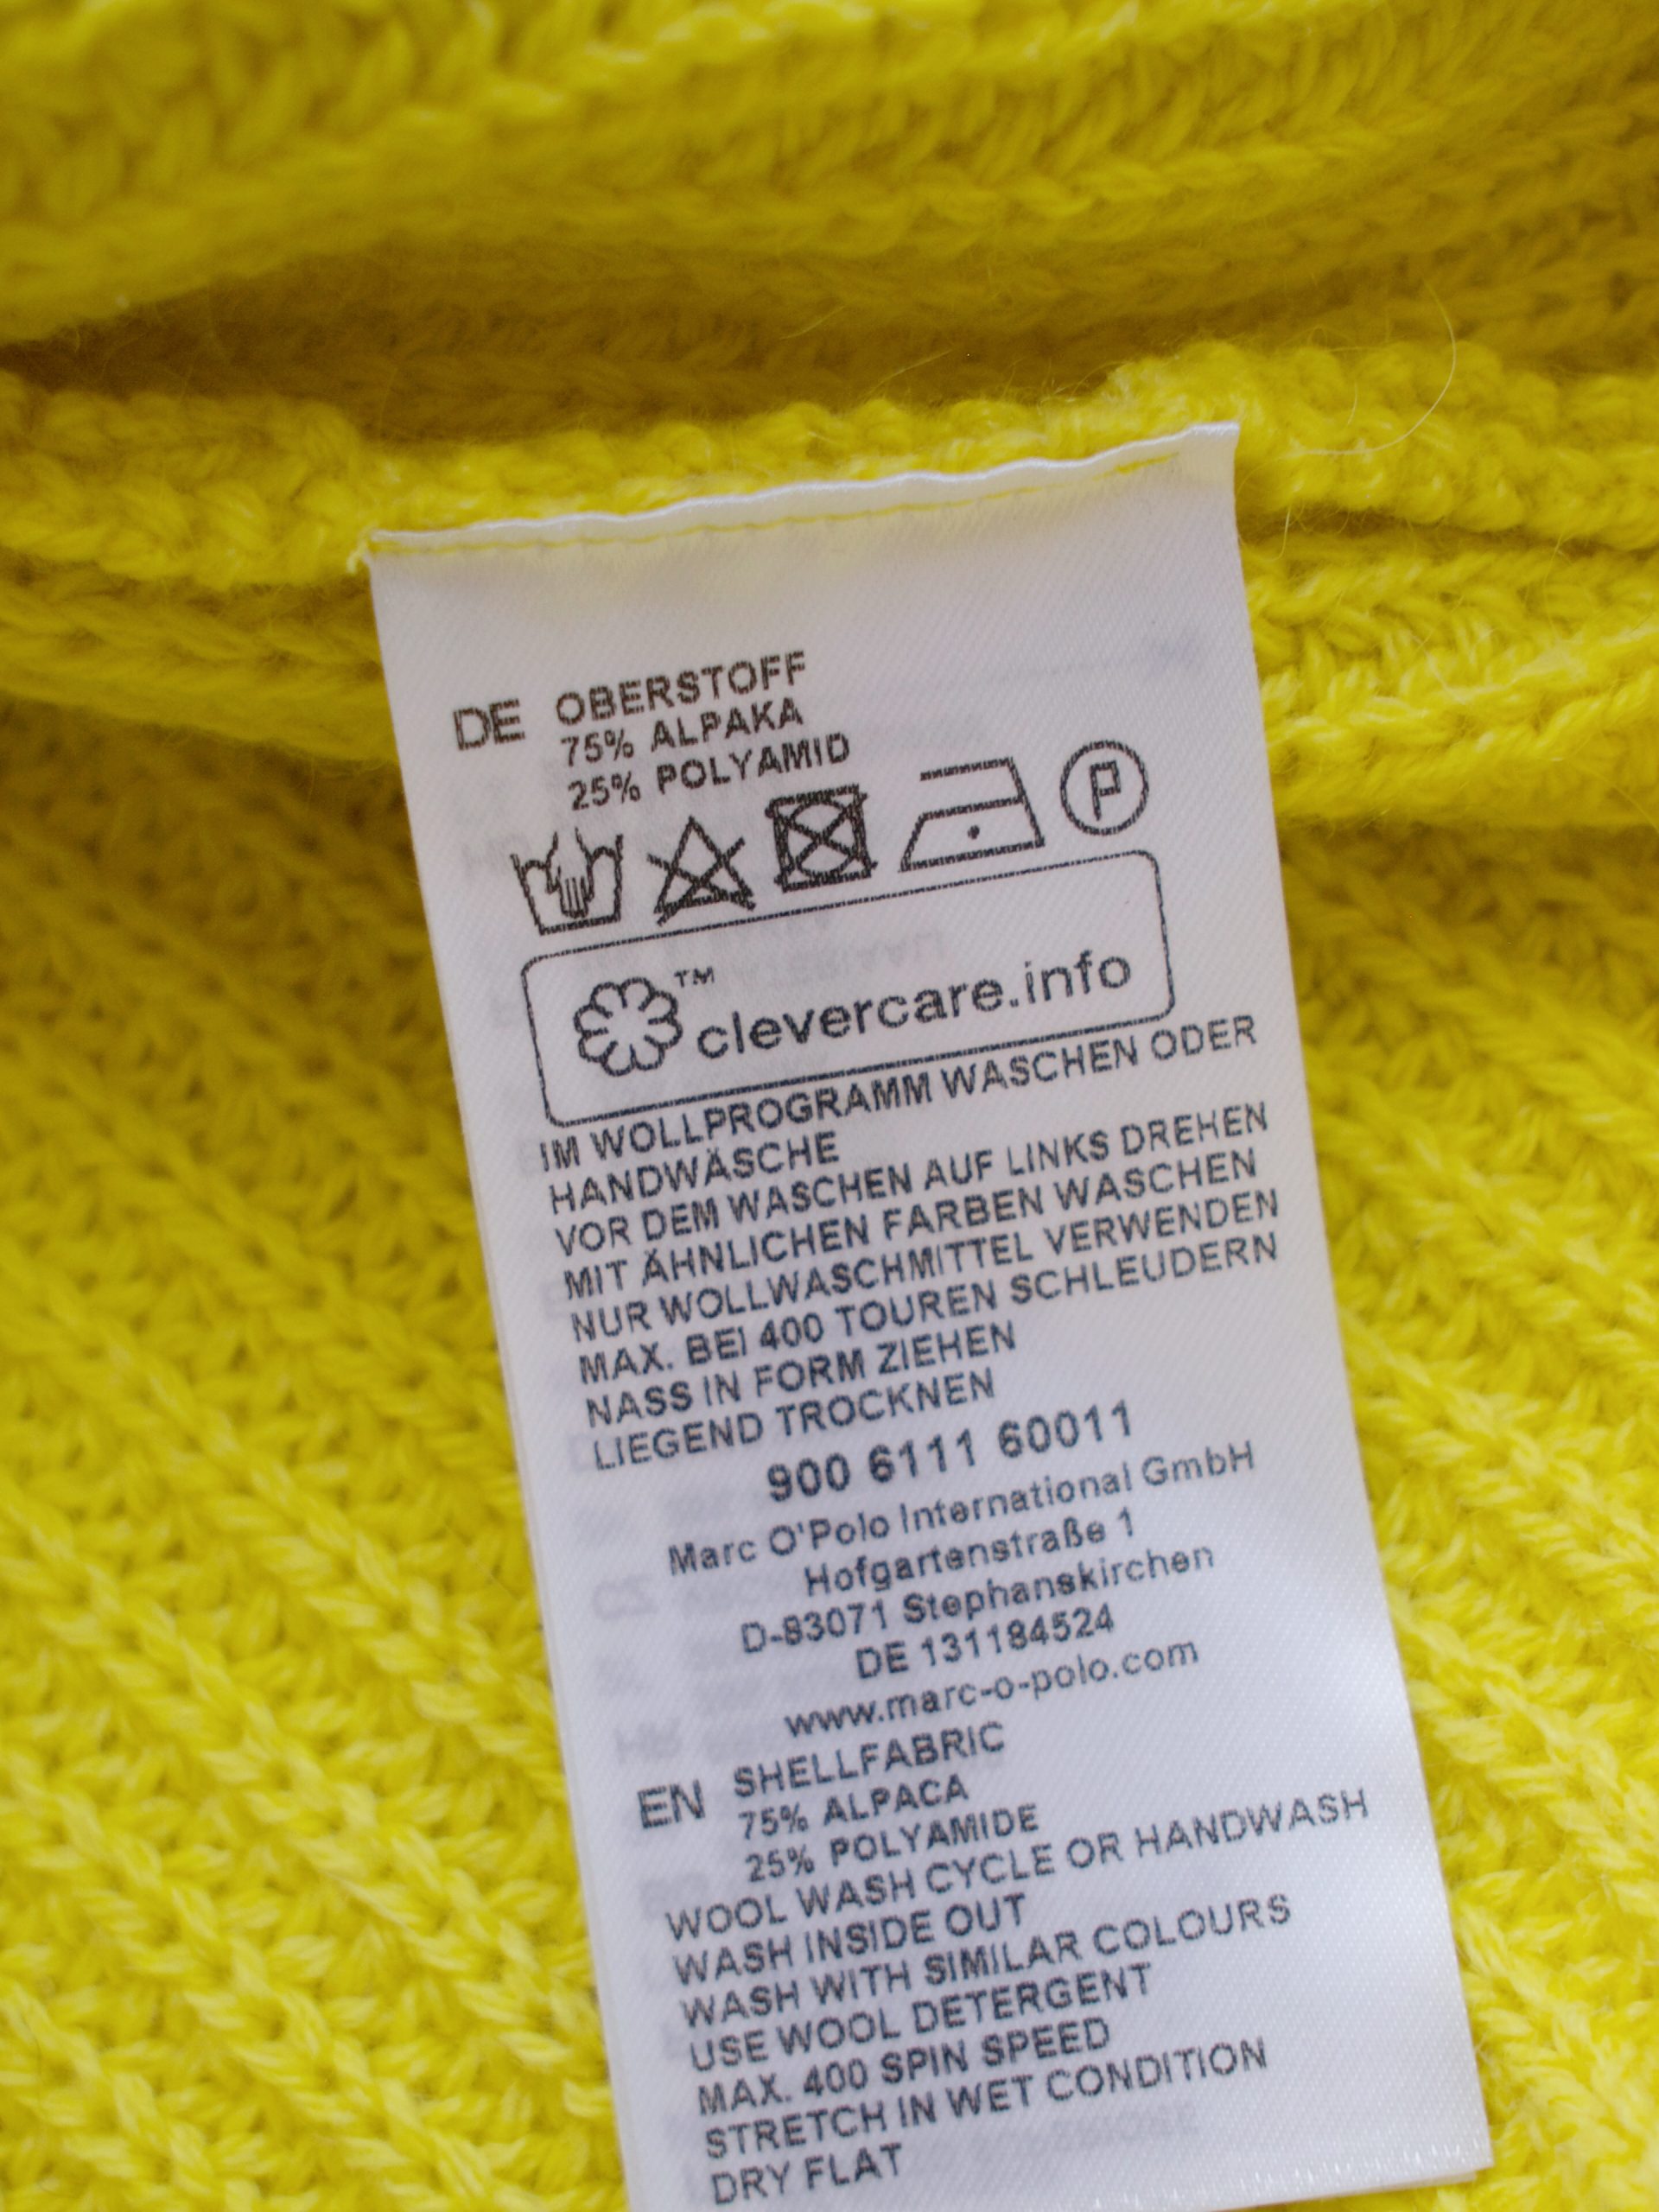 DE OBERSTOFF
75% ALPAKA
25% POLYAMID
P
™ clevercare.info
IM WOLLPROGRAMM WASCHEN ODER
HANDWÄSCHE
VOR DEM WASCHEN AUF LINKS DREHEN
MIT ÄHNLICHEN FARBEN WASCHEN
NUR WOLLWASCHMITTEL VERWENDEN
MAX. BEI 400 TOUREN SCHLEUDERN
NASS IN FORM ZIEHEN
LIEGEND TROCKNEN
900 6111 60011
Marc O'Polo International GmbH
Hofgartenstraße 1
D-83071 Stephanskirchen
DE 131184524
www.marc-o-polo.com
EN SHELLFABRIC
75% ALPACA
25% POLYAMIDE
WOOL WASH CYCLE OR HANDWASH
WASH INSIDE OUT
WASH WITH SIMILAR COLOURS
USE WOOL DETERGENT
MAX. 400 SPIN SPEED
STRETCH IN WET CONDITION
DRY FLAT